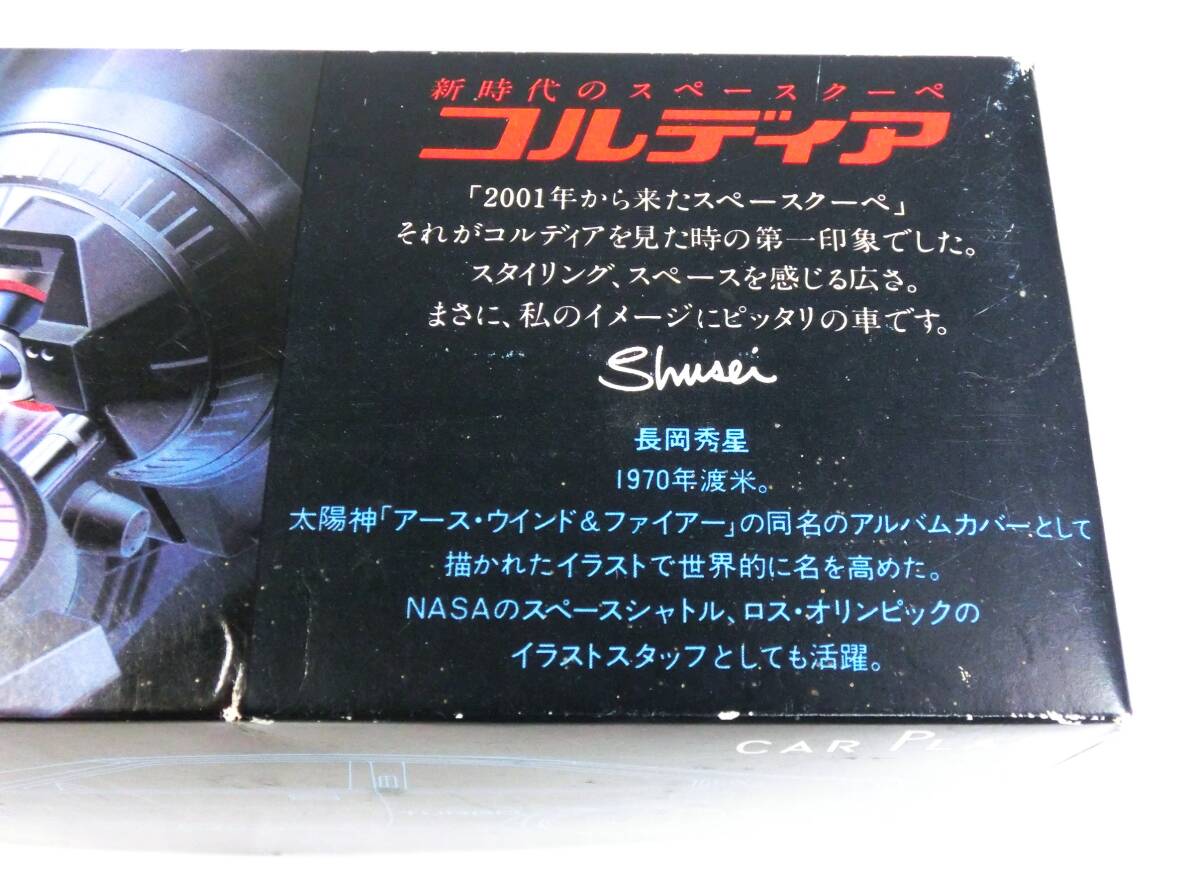 新時代のスペースクーペ
コルディア
「2001年から来たスペースクーペ」
それがコルディアを見た時の第一印象でした。
スタイリング、スペースを感じる広さ。
まさに、私のイメージにピッタリの車です。
Shusei
長岡秀星
1970年渡米。
太陽神「アース・ウインド&ファイアー」の同名のアルバムカバーとして
描かれたイラストで世界的に名を高めた。
NASAのスペースシャトル、ロス・オリンピックの
イラストスタッフとしても活躍。
CAR PLA